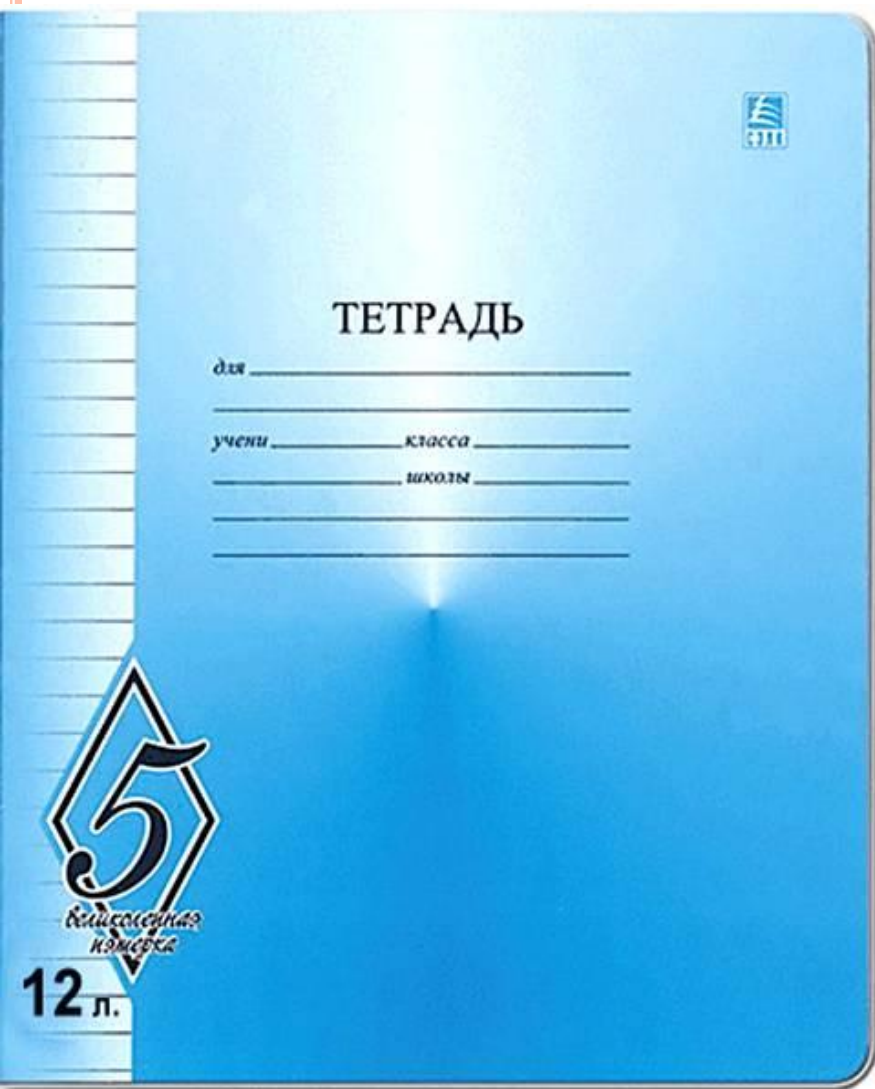 ТЕТРАДЬ
для
учени класса
школы
5
великолепная
пятерка
12 л.